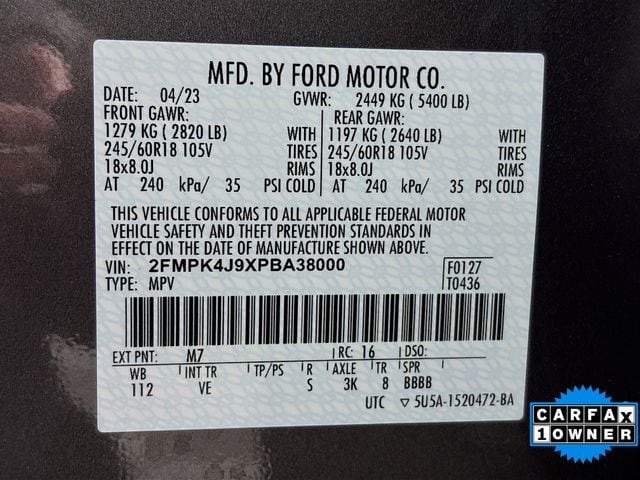 MFD. BY FORD MOTOR CO.
DATE: 04/23 GVWR: 2449 KG ( 5400 LB)
FRONT GAWR: REAR GAWR:
1279 KG ( 2820 LB) WITH 1197 KG ( 2640 LB) WITH
245/60R18 105V TIRES 245/60R18 105V TIRES
18x8.0J RIMS 18x8.0J RIMS
AT 240 kPa/ 35 PSI COLD AT 240 kPa/ 35 PSI COLD
THIS VEHICLE CONFORMS TO ALL APPLICABLE FEDERAL MOTOR
VEHICLE SAFETY AND THEFT PREVENTION STANDARDS IN
EFFECT ON THE DATE OF MANUFACTURE SHOWN ABOVE.
VIN: 2FMPK4J9XPBA38000 F0127
TYPE: MPV T0436
EXT PNT: M7 RC: 16 DSO:
WB INT TR TP/PS R AXLE TR SPR
112 VE S 3K 8 BBBB
UTC ▽ 5U5A-1520472-BA
CARFAX
1 OWNER